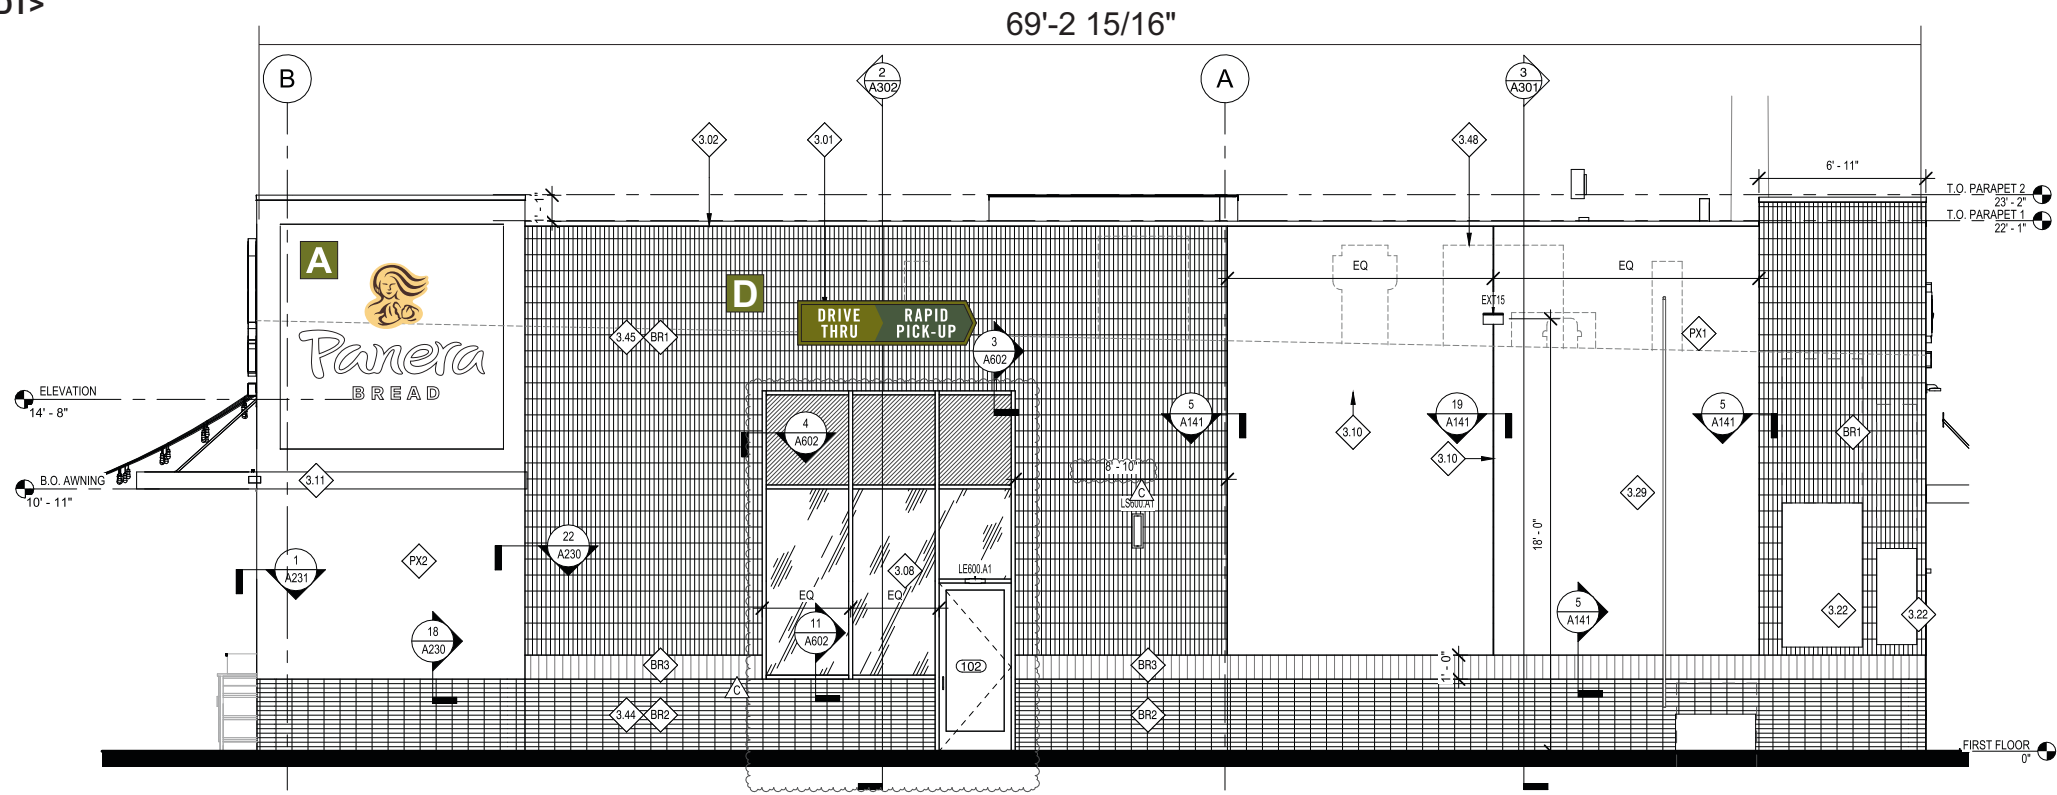 DT>
69'-2 15/16"
B
2
A302
A
3
A301
3.02
3.01
3.48
6' - 11"
1' - 1"
T.O. PARAPET 2
23' - 2"
T.O. PARAPET 1
22' - 1"
A
D
EQ
EQ
EXT15
DRIVE THRU
RAPID PICK-UP
Panera
BREAD
3.45
BR1
3
A602
PX1
ELEVATION
14' - 8"
4
A602
5
A141
3.10
19
A141
3.10
5
A141
BR1
8' - 10"
C
LS600.A1
B.O. AWNING
10' - 11"
3.11
3.29
18' - 0"
22
A230
1
A231
PX2
3.08
LE600.A1
EQ
EQ
11
A602
5
A141
3.22
3.22
18
A230
BR3
102
BR3
1' - 0"
C
3.44
BR2
BR2
FIRST FLOOR
0"